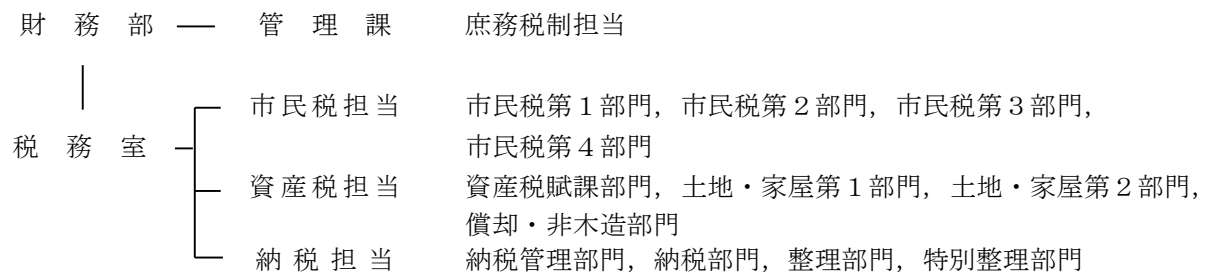 財務部 管理課 庶務税制担当
市民税担当 市民税第1部門，市民税第2部門，市民税第3部門，
税務室 市民税第4部門
資産税担当 資産税賦課部門，土地・家屋第1部門，土地・家屋第2部門，
償却・非木造部門
納税担当 納税管理部門，納税部門，整理部門，特別整理部門